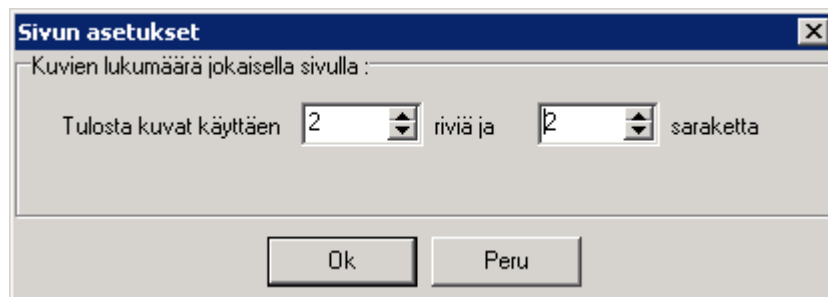 Sivun asetukset
Kuvien lukumäärä jokaisella sivulla :
Tulosta kuvat käyttäen 2 riviä ja 2 saraketta
Ok Peru